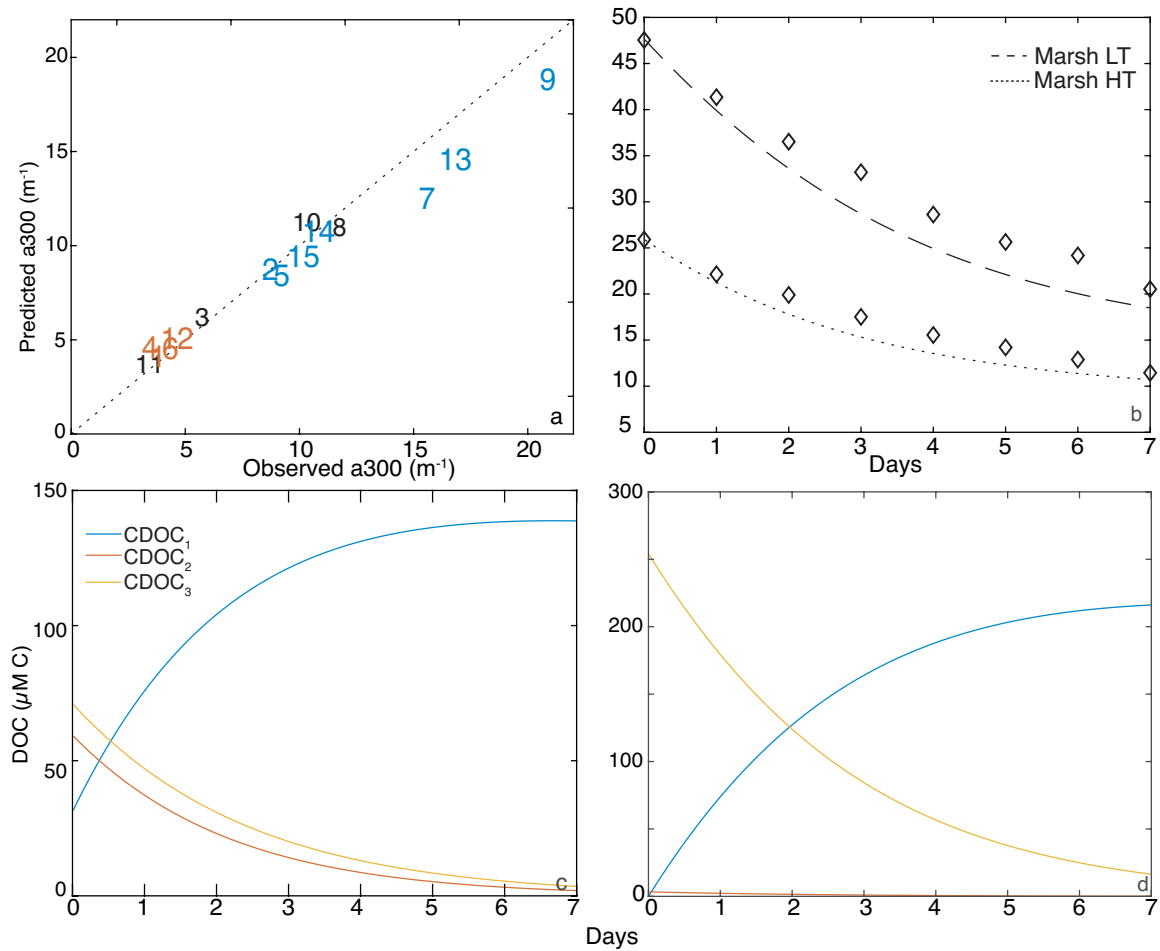 20
15
10
5
0
Predicted a300 (m⁻¹)
9
13
7
10
14
8
15
2
5
3
12
4
16
11
a
0 5 10 15 20
Observed a300 (m⁻¹)
50
45
40
35
30
25
20
15
10
5
Marsh LT
Marsh HT
b
0 1 2 3 4 5 6 7
Days
150
100
50
0
DOC (µM C)
CDOC₁
CDOC₂
CDOC₃
c
0 1 2 3 4 5 6 7
300
200
100
0
d
0 1 2 3 4 5 6 7
Days